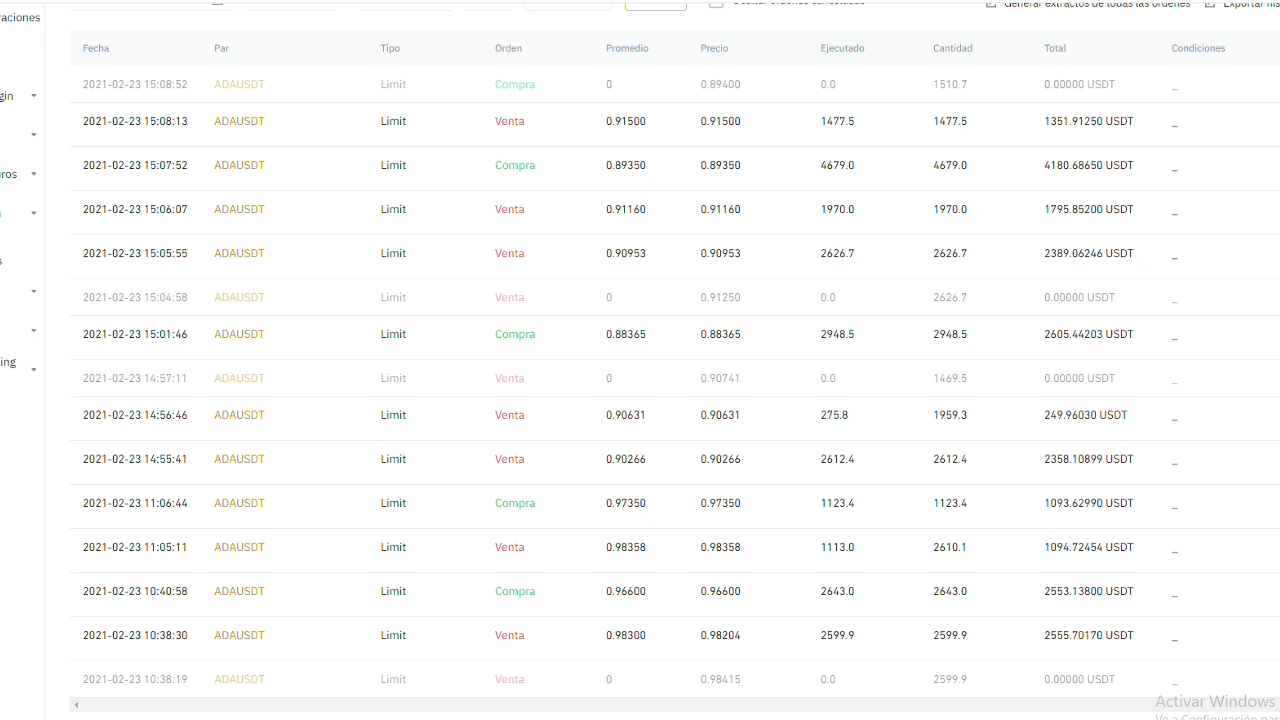 Generar extractos de todas las órdenes
raciones
Fecha Par Tipo Orden Promedio Precio Ejecutado Cantidad Total Condiciones
2021-02-23 15:08:52 ADAUSDT Limit Compra 0 0.89400 0.0 1510.7 0.00000 USDT _
gin
2021-02-23 15:08:13 ADAUSDT Limit Venta 0.91500 0.91500 1477.5 1477.5 1351.91250 USDT _
2021-02-23 15:07:52 ADAUSDT Limit Compra 0.89350 0.89350 4679.0 4679.0 4180.68650 USDT _
uros
2021-02-23 15:06:07 ADAUSDT Limit Venta 0.91160 0.91160 1970.0 1970.0 1795.85200 USDT _
2021-02-23 15:05:55 ADAUSDT Limit Venta 0.90953 0.90953 2626.7 2626.7 2389.06246 USDT _
s
2021-02-23 15:04:58 ADAUSDT Limit Venta 0 0.91250 0.0 2626.7 0.00000 USDT _
2021-02-23 15:01:46 ADAUSDT Limit Compra 0.88365 0.88365 2948.5 2948.5 2605.44203 USDT _
ing
2021-02-23 14:57:11 ADAUSDT Limit Venta 0 0.90741 0.0 1469.5 0.00000 USDT _
2021-02-23 14:56:46 ADAUSDT Limit Venta 0.90631 0.90631 275.8 1959.3 249.96030 USDT _
2021-02-23 14:55:41 ADAUSDT Limit Venta 0.90266 0.90266 2612.4 2612.4 2358.10899 USDT _
2021-02-23 11:06:44 ADAUSDT Limit Compra 0.97350 0.97350 1123.4 1123.4 1093.62990 USDT _
2021-02-23 11:05:11 ADAUSDT Limit Venta 0.98358 0.98358 1113.0 2610.1 1094.72454 USDT _
2021-02-23 10:40:58 ADAUSDT Limit Compra 0.96600 0.96600 2643.0 2643.0 2553.13800 USDT _
2021-02-23 10:38:30 ADAUSDT Limit Venta 0.98300 0.98204 2599.9 2599.9 2555.70170 USDT _
2021-02-23 10:38:19 ADAUSDT Limit Venta 0 0.98415 0.0 2599.9 0.00000 USDT _
Activar Windows